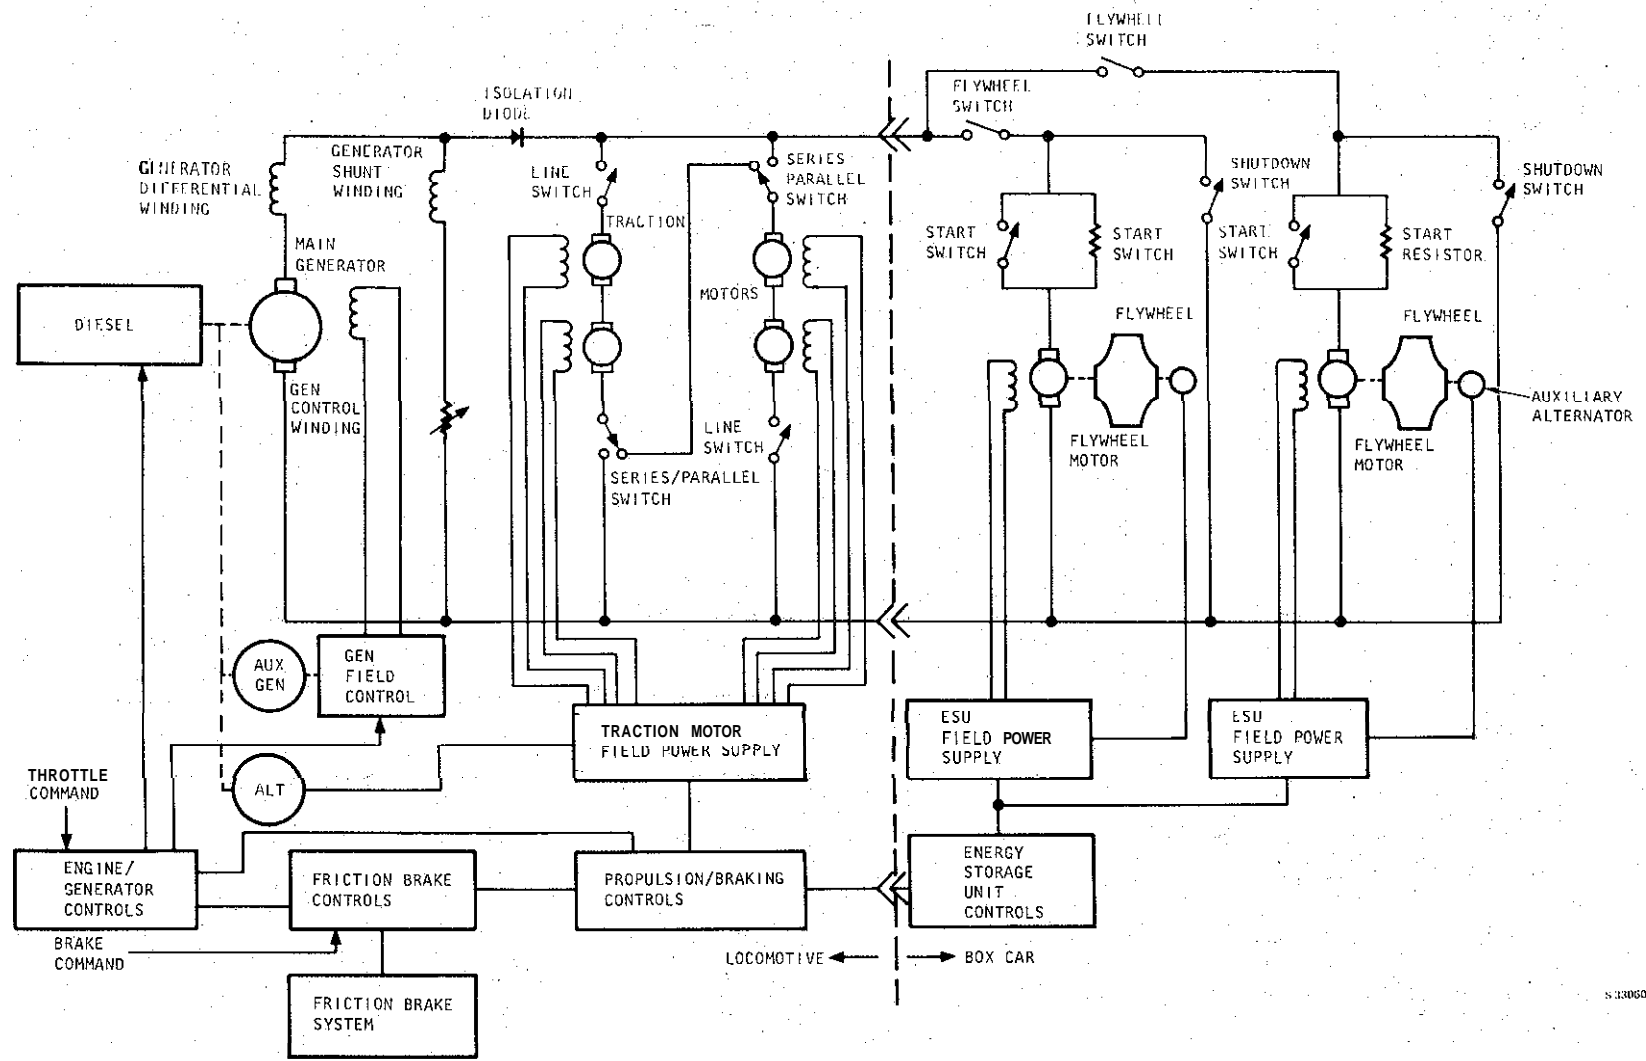 FLYWHEEL
SWITCH
FLYWHEEL
SWITCH
ISOLATION
DIODE
GENERATOR
DIFFERENTIAL
WINDING
GENERATOR
SHUNT
WINDING
LINE
SWITCH
SERIES
PARALLEL
SWITCH
SHUTDOWN
SWITCH
SHUTDOWN
SWITCH
TRACTION
START
SWITCH
START
SWITCH
START
SWITCH
START
RESISTOR
MAIN
GENERATOR
MOTORS
DIESEL
FLYWHEEL
FLYWHEEL
GEN
CONTROL
WINDING
LINE
SWITCH
FLYWHEEL
MOTOR
FLYWHEEL
MOTOR
AUXILIARY
ALTERNATOR
SERIES/PARALLEL
SWITCH
AUX
GEN
GEN
FIELD
CONTROL
TRACTION MOTOR
FIELD POWER SUPPLY
ESU
FIELD POWER
SUPPLY
ESU
FIELD POWER
SUPPLY
THROTTLE
COMMAND
ALT
ENGINE/
GENERATOR
CONTROLS
FRICTION BRAKE
CONTROLS
PROPULSION/BRAKING
CONTROLS
ENERGY
STORAGE
UNIT
CONTROLS
BRAKE
COMMAND
LOCOMOTIVE
BOX CAR
FRICTION BRAKE
SYSTEM
S 33060